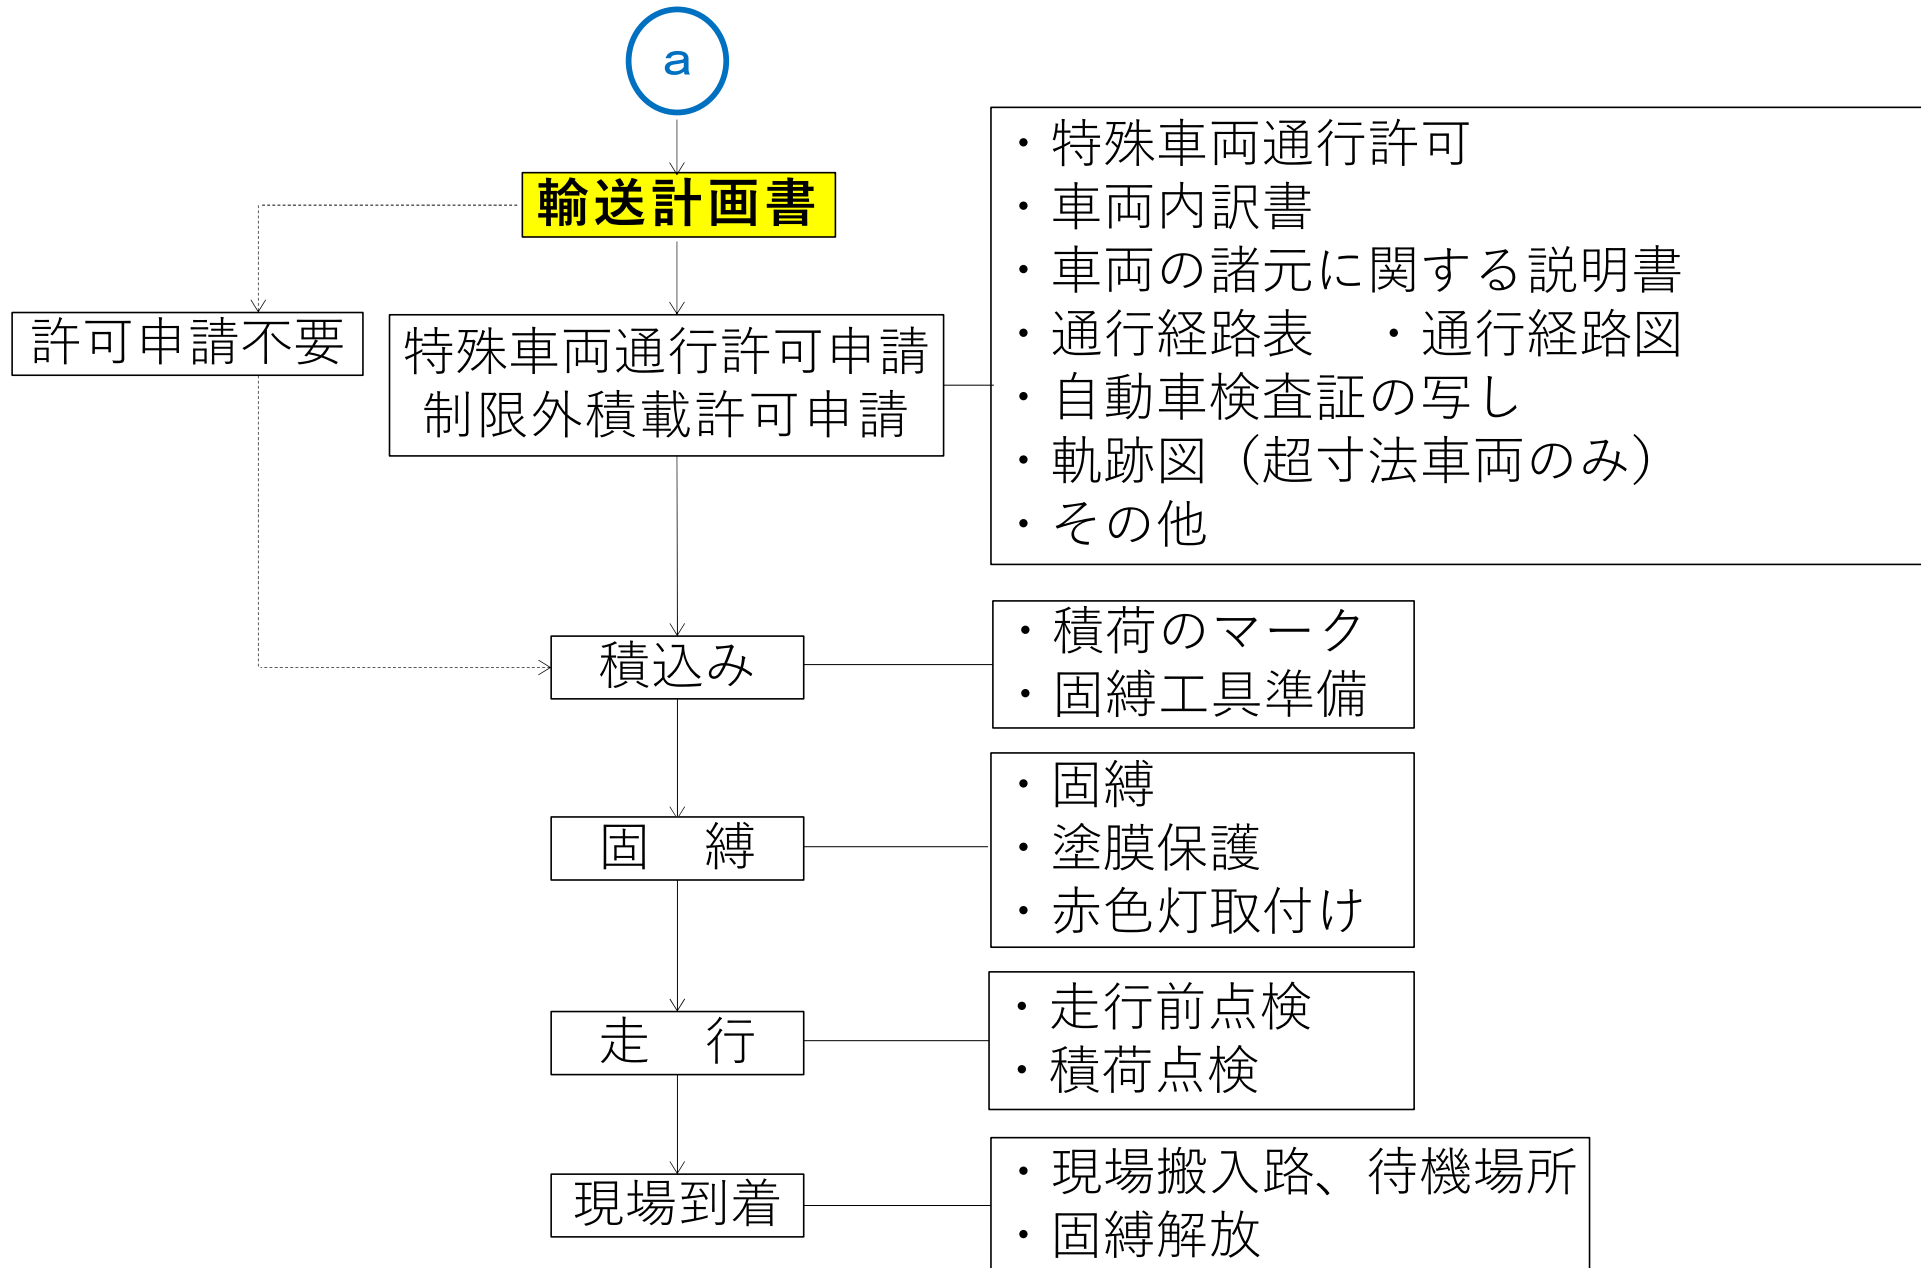 a
輸送計画書
許可申請不要
特殊車両通行許可申請
制限外積載許可申請
・特殊車両通行許可
・車両内訳書
・車両の諸元に関する説明書
・通行経路表　・通行経路図
・自動車検査証の写し
・軌跡図（超寸法車両のみ）
・その他
積込み
・積荷のマーク
・固縛工具準備
固　縛
・固縛
・塗膜保護
・赤色灯取付け
走　行
・走行前点検
・積荷点検
現場到着
・現場搬入路、待機場所
・固縛解放